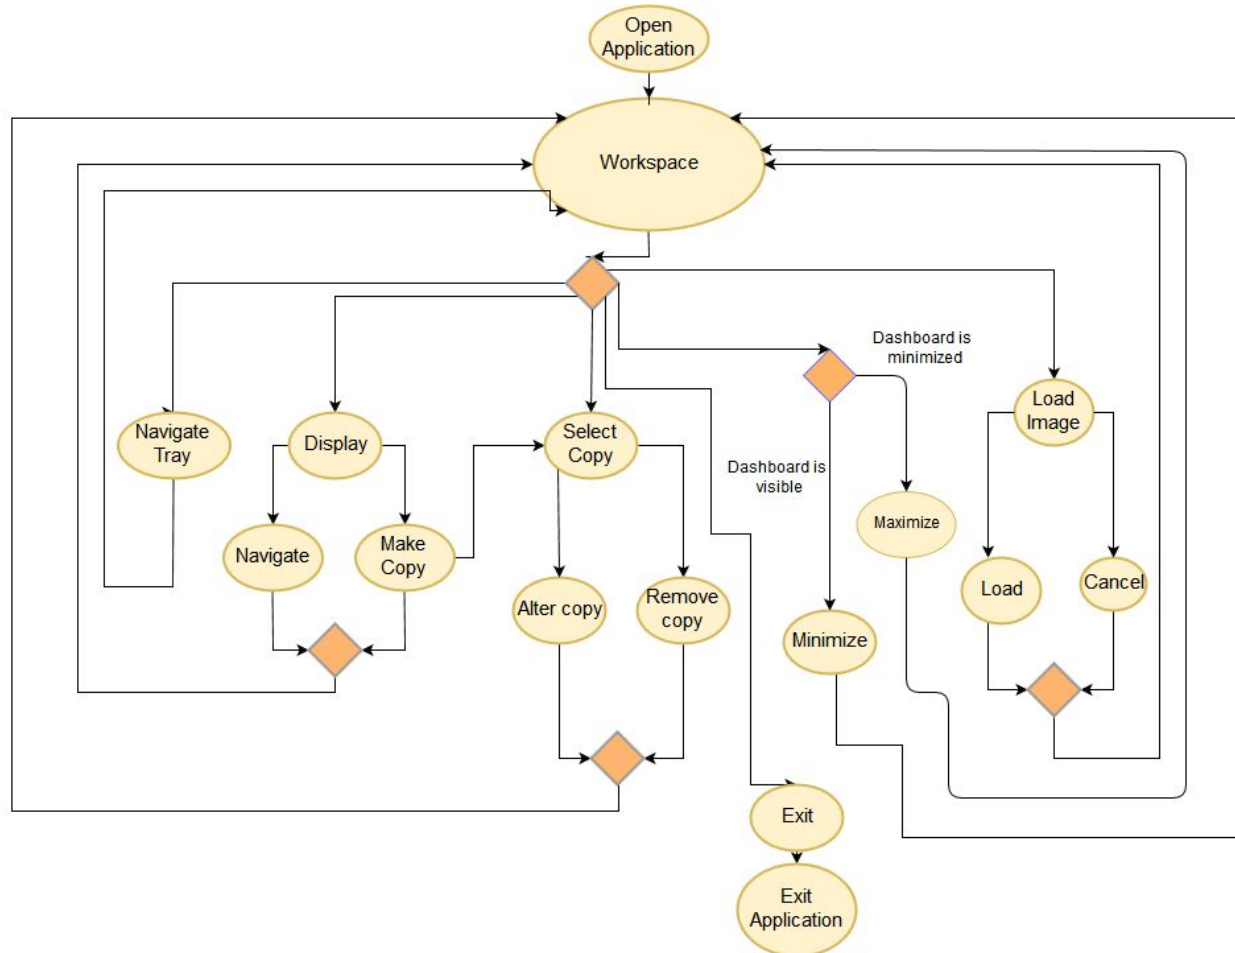 Open
Application
Workspace
Dashboard is
minimized
Load
Image
Navigate
Tray
Display
Select
Copy
Dashboard is
visible
Maximize
Navigate
Make
Copy
Load
Cancel
Alter copy
Remove
copy
Minimize
Exit
Exit
Application